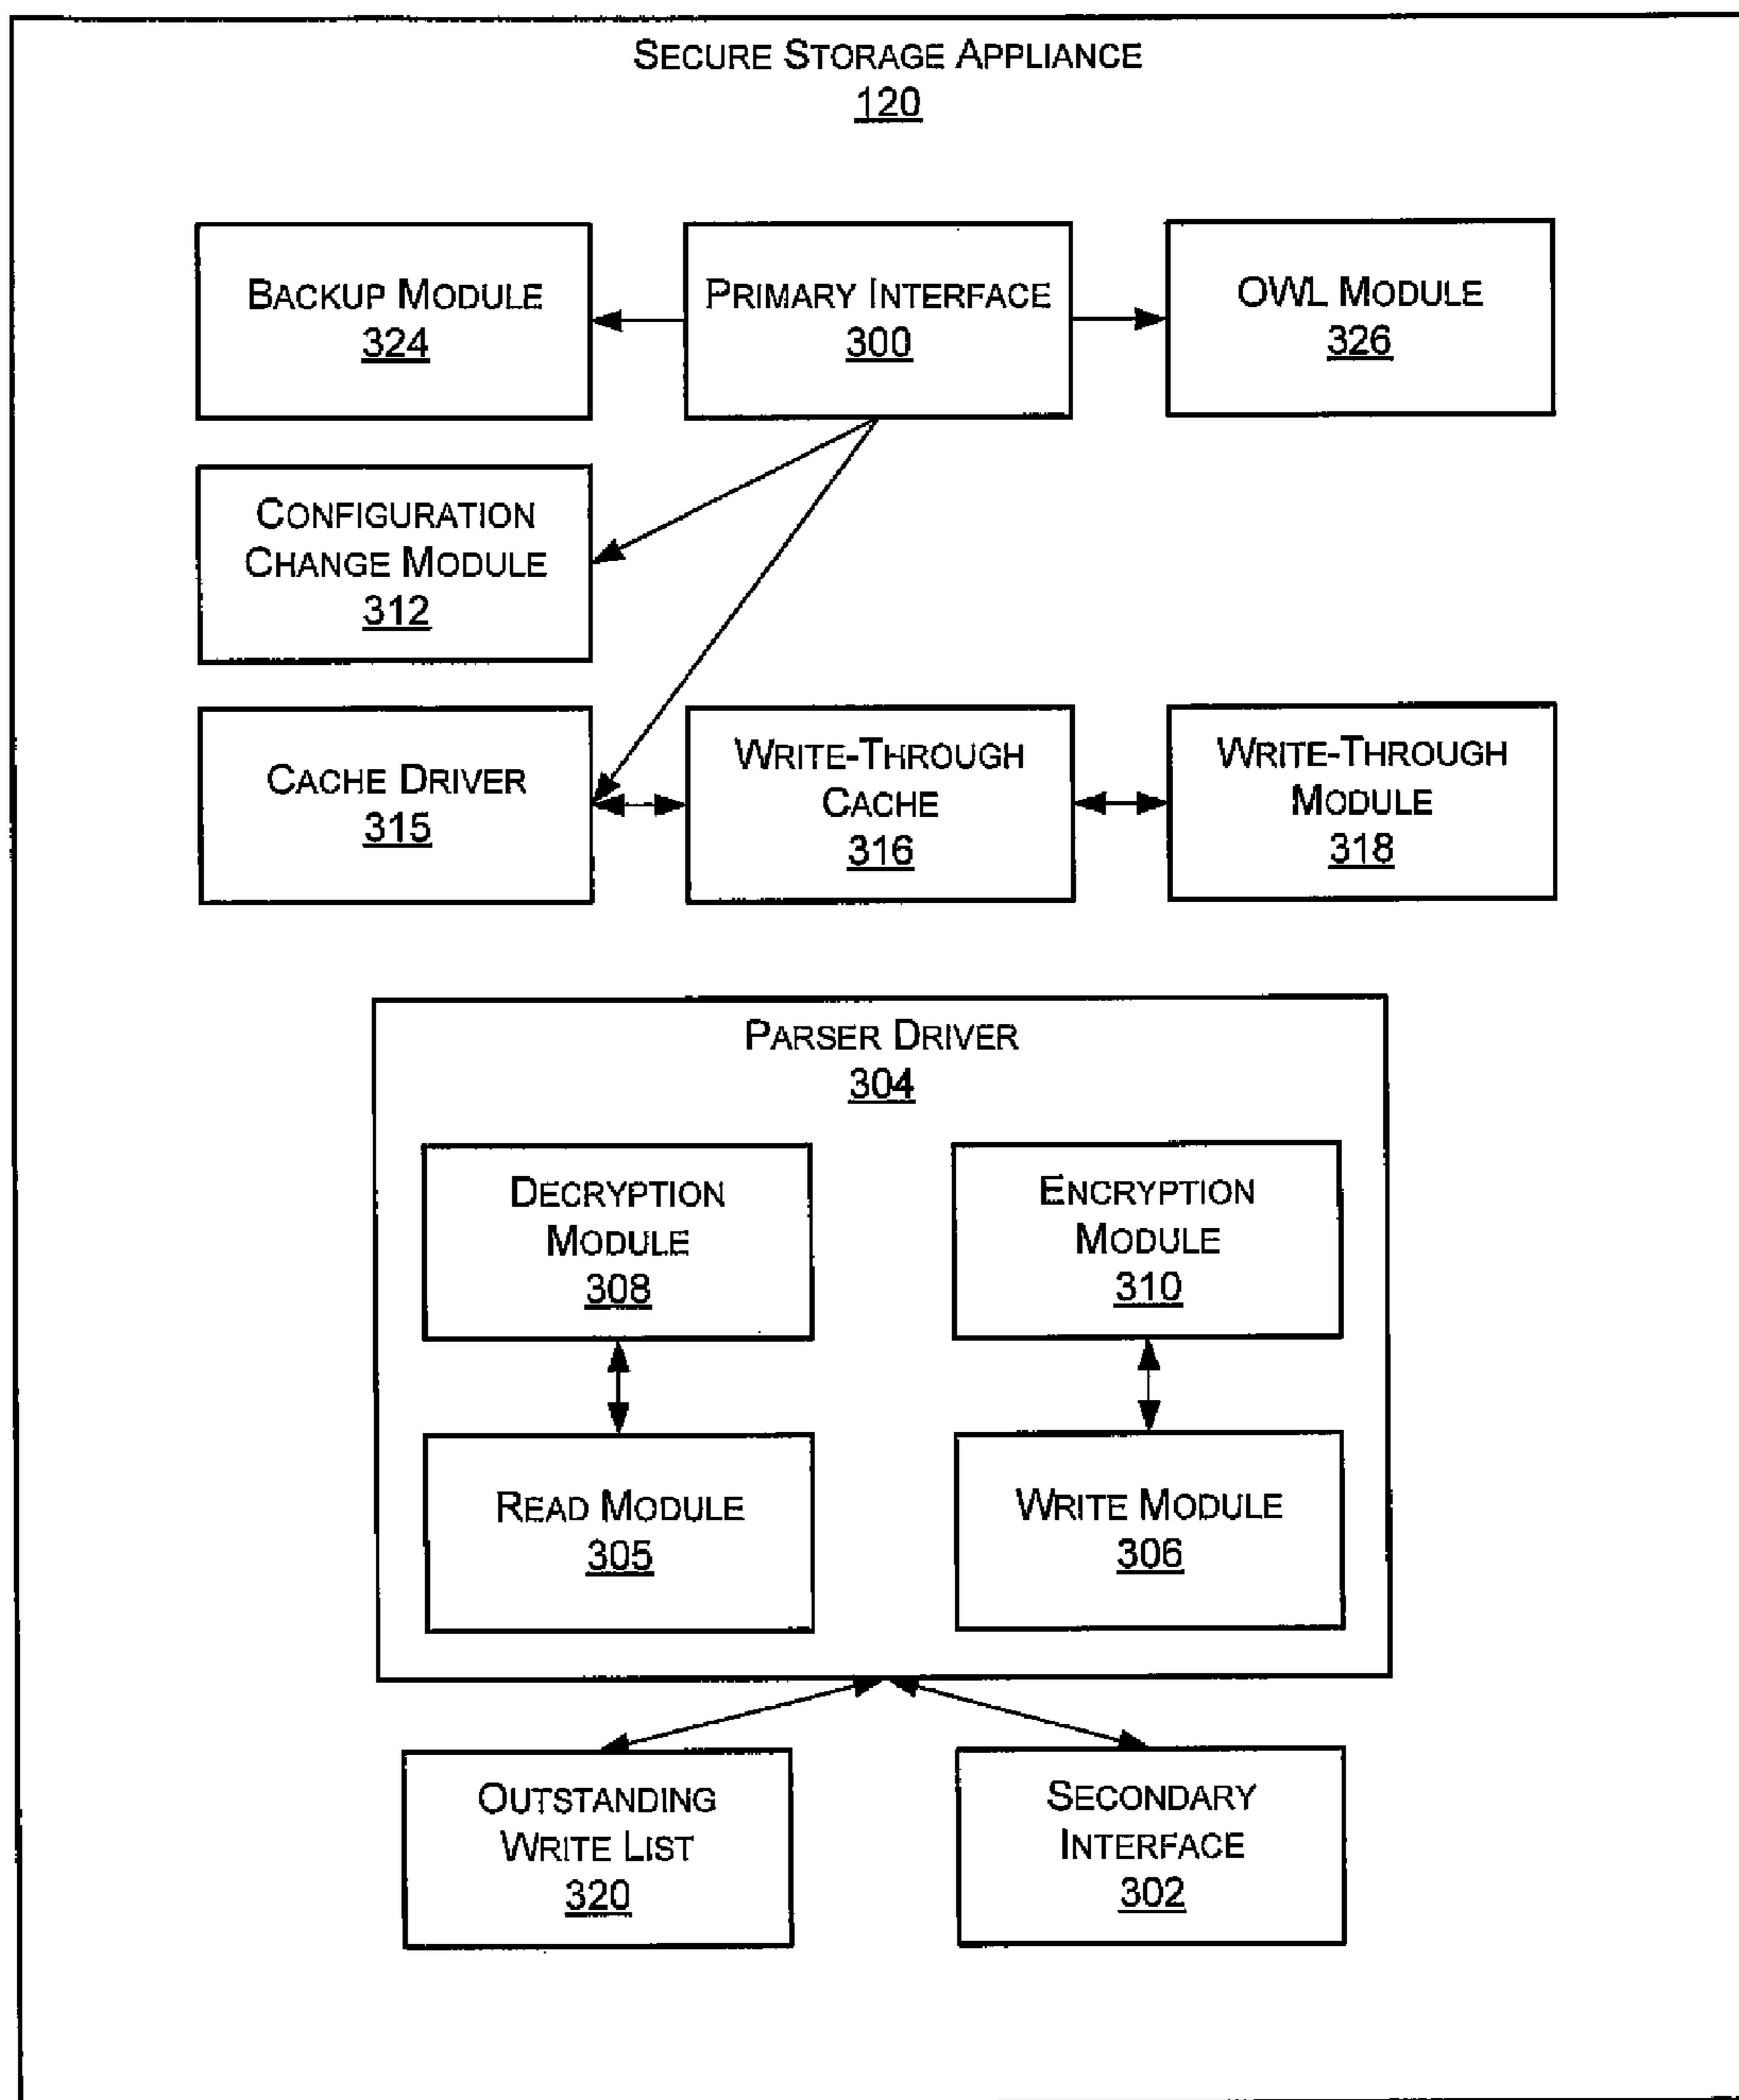 SECURE STORAGE APPLIANCE
120
BACKUP MODULE
324
PRIMARY INTERFACE
300
OWL MODULE
326
CONFIGURATION
CHANGE MODULE
312
CACHE DRIVER
315
WRITE-THROUGH
CACHE
316
WRITE-THROUGH
MODULE
318
PARSER DRIVER
304
DECRYPTION
MODULE
308
ENCRYPTION
MODULE
310
READ MODULE
305
WRITE MODULE
306
OUTSTANDING
WRITE LIST
320
SECONDARY
INTERFACE
302